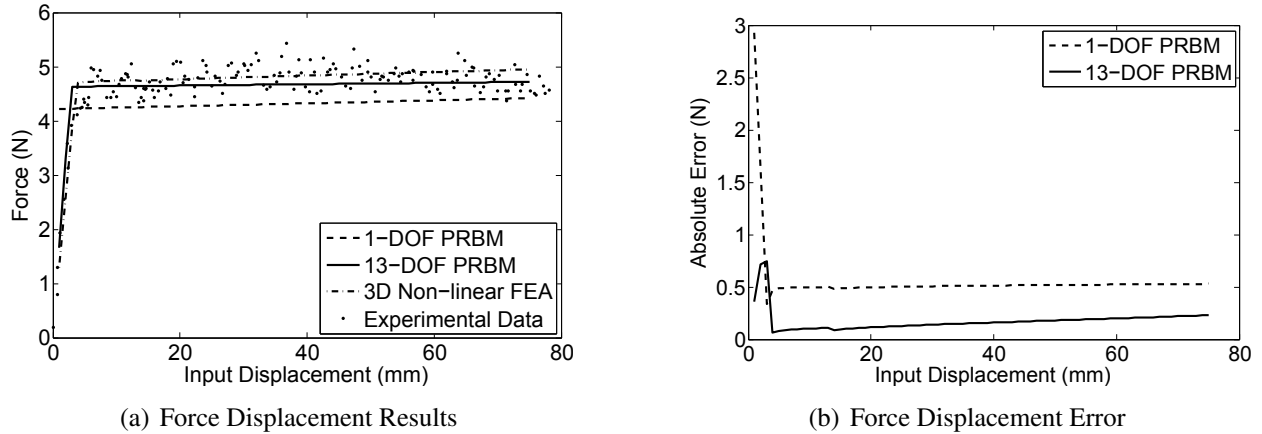 6
5
4
3
2
1
0
0
20
40
60
80
Force (N)
Input Displacement (mm)
1−DOF PRBM
13−DOF PRBM
3D Non−linear FEA
Experimental Data
(a) Force Displacement Results
3
2.5
2
1.5
1
0.5
0
0
20
40
60
80
Absolute Error (N)
Input Displacement (mm)
1−DOF PRBM
13−DOF PRBM
(b) Force Displacement Error